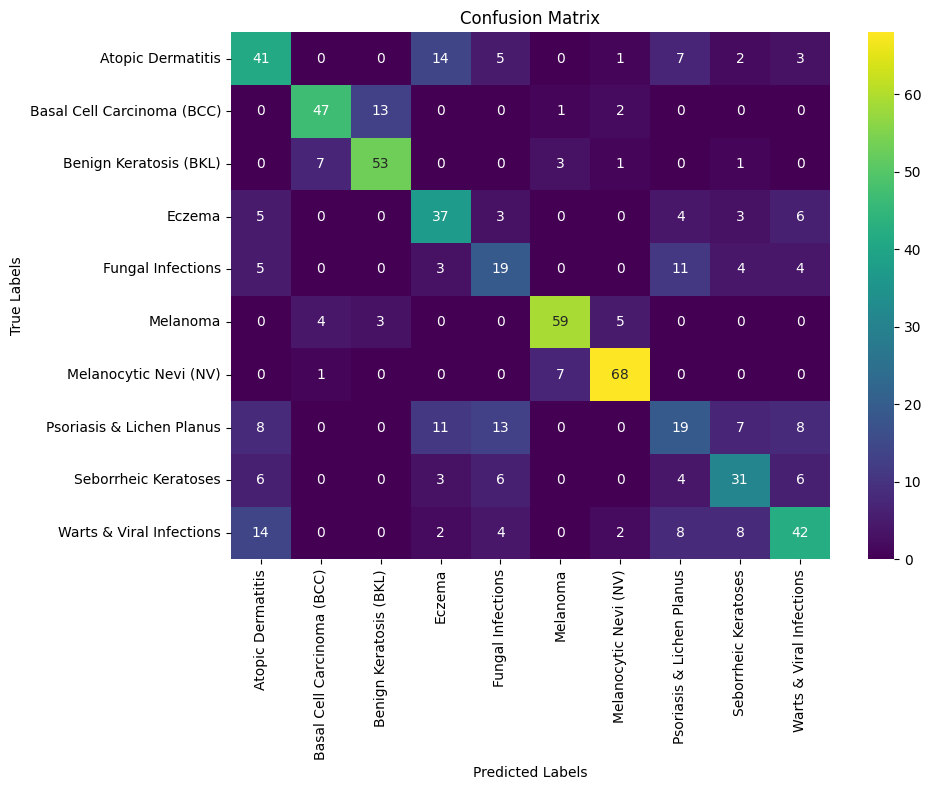 Confusion Matrix
True Labels
Atopic Dermatitis 41 0 0 14 5 0 1 7 2 3
Basal Cell Carcinoma (BCC) 0 47 13 0 0 1 2 0 0 0
Benign Keratosis (BKL) 0 7 53 0 0 3 1 0 1 0
Eczema 5 0 0 37 3 0 0 4 3 6
Fungal Infections 5 0 0 3 19 0 0 11 4 4
Melanoma 0 4 3 0 0 59 5 0 0 0
Melanocytic Nevi (NV) 0 1 0 0 0 7 68 0 0 0
Psoriasis & Lichen Planus 8 0 0 11 13 0 0 19 7 8
Seborrheic Keratoses 6 0 0 3 6 0 0 4 31 6
Warts & Viral Infections 14 0 0 2 4 0 2 8 8 42
Atopic Dermatitis
Basal Cell Carcinoma (BCC)
Benign Keratosis (BKL)
Eczema
Fungal Infections
Melanoma
Melanocytic Nevi (NV)
Psoriasis & Lichen Planus
Seborrheic Keratoses
Warts & Viral Infections
Predicted Labels
60
50
40
30
20
10
0